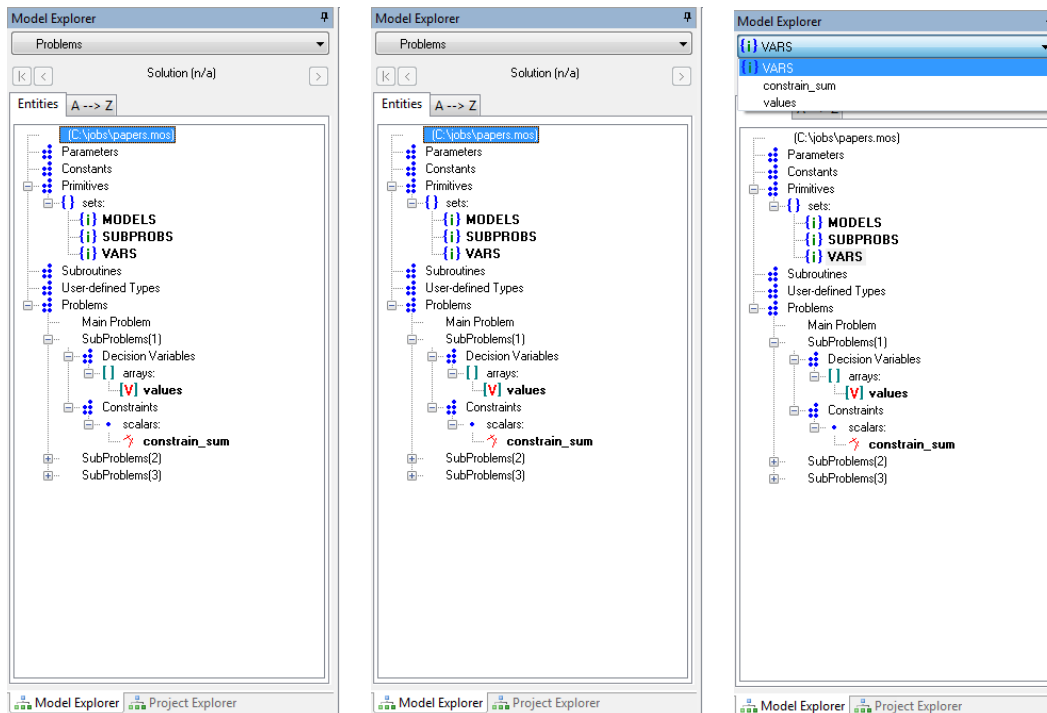 Model Explorer
Problems
Solution (n/a)
Entities A --> Z
(C:\jobs\papers.mos)
Parameters
Constants
Primitives
{} sets:
{i} MODELS
{i} SUBPROBS
{i} VARS
Subroutines
User-defined Types
Problems
Main Problem
SubProblems(1)
Decision Variables
[] arrays:
[V] values
Constraints
scalars:
constrain_sum
SubProblems(2)
SubProblems(3)
Model Explorer Project Explorer
Model Explorer
Problems
Solution (n/a)
Entities A --> Z
(C:\jobs\papers.mos)
Parameters
Constants
Primitives
{} sets:
{i} MODELS
{i} SUBPROBS
{i} VARS
Subroutines
User-defined Types
Problems
Main Problem
SubProblems(1)
Decision Variables
[] arrays:
[V] values
Constraints
scalars:
constrain_sum
SubProblems(2)
SubProblems(3)
Model Explorer Project Explorer
Model Explorer
{i} VARS
{i} VARS
constrain_sum
values
(C:\jobs\papers.mos)
Parameters
Constants
Primitives
{} sets:
{i} MODELS
{i} SUBPROBS
{i} VARS
Subroutines
User-defined Types
Problems
Main Problem
SubProblems(1)
Decision Variables
[] arrays:
[V] values
Constraints
scalars:
constrain_sum
SubProblems(2)
SubProblems(3)
Model Explorer Project Explorer